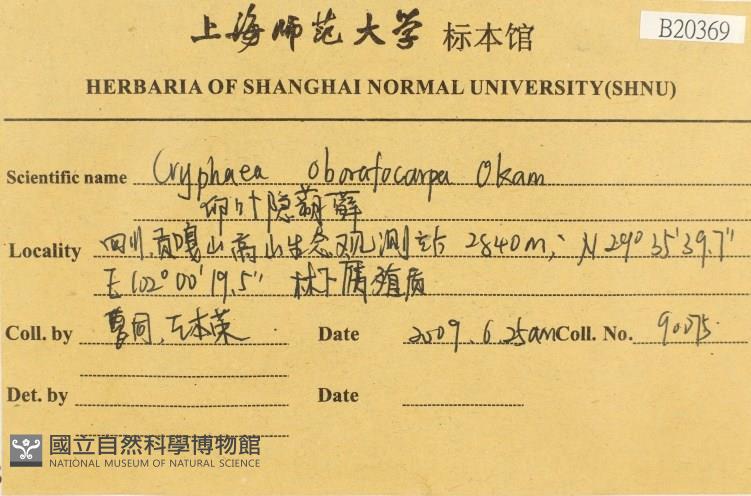 上海师范大学 标本馆
B20369
HERBARIA OF SHANGHAI NORMAL UNIVERSITY(SHNU)
Scientific name Cryphaea obovatocarpa Okam
卵叶隐蒴藓
Locality 四川,贡嘎山高山生态观测站 2840m, N 29° 35' 39.7"
E 102° 00' 19.5" 林下腐殖质
Coll. by 曹同, 左本荣 Date 2009.6.25am Coll. No. 90075
Det. by Date
國立自然科學博物館
NATIONAL MUSEUM OF NATURAL SCIENCE